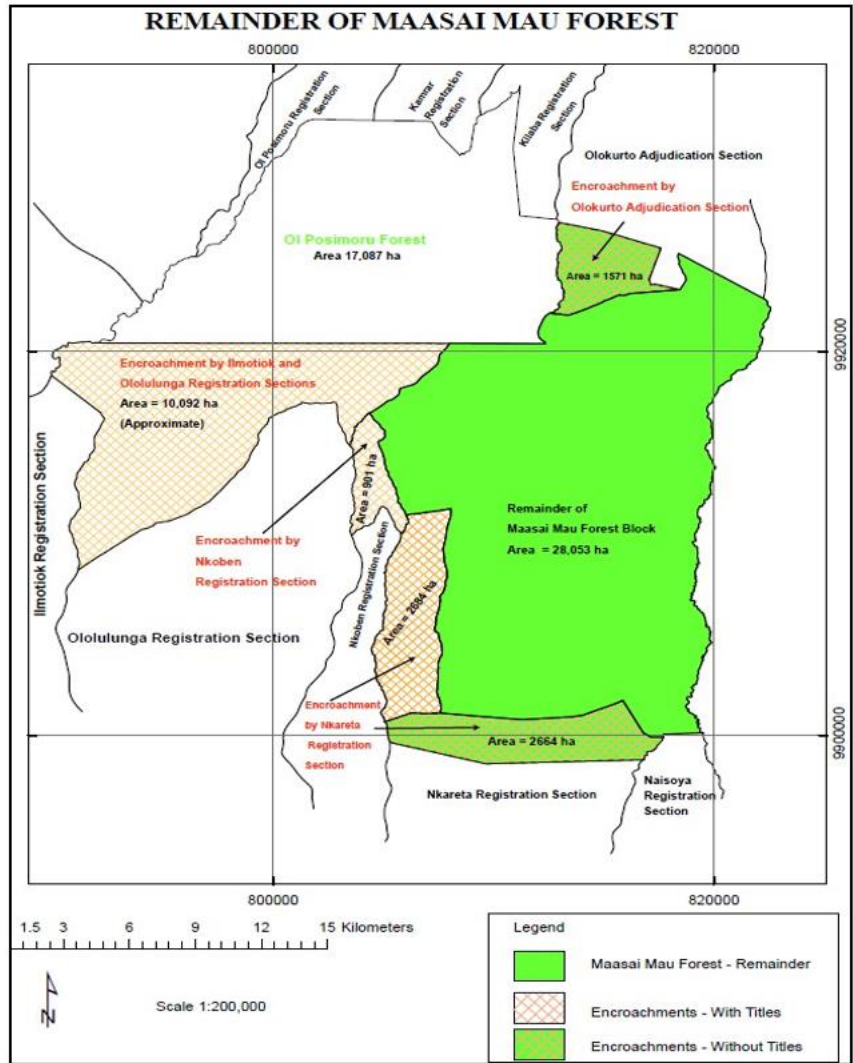 REMAINDER OF MAASAI MAU FOREST
800000
820000
Ol Posimoru Registration
Section
Kamrar
Registration
Section
Kilaba Registration
Section
Olokurto Adjudication Section
Encroachment by
Olokurto Adjudication Section
Ol Posimoru Forest
Area 17,087 ha
Area = 1571 ha
9920000
Encroachment by Ilmotiok and
Ololulunga Registration Sections
Area = 10,092 ha
(Approximate)
Ilmotiok Registration Section
Area = 901 ha
Remainder of
Maasai Mau Forest Block
Area = 28,053 ha
Encroachment by
Nkoben
Registration Section
Nkoben Registration Section
Area = 2684 ha
Ololulunga Registration Section
Encroachment
by Nkareta
Registration
Section
Area = 2664 ha
9900000
Nkareta Registration Section
Naisoya
Registration
Section
800000
820000
1.5 3 6 9 12 15 Kilometers
N
Scale 1:200,000
Legend
Maasai Mau Forest - Remainder
Encroachments - With Titles
Encroachments - Without Titles